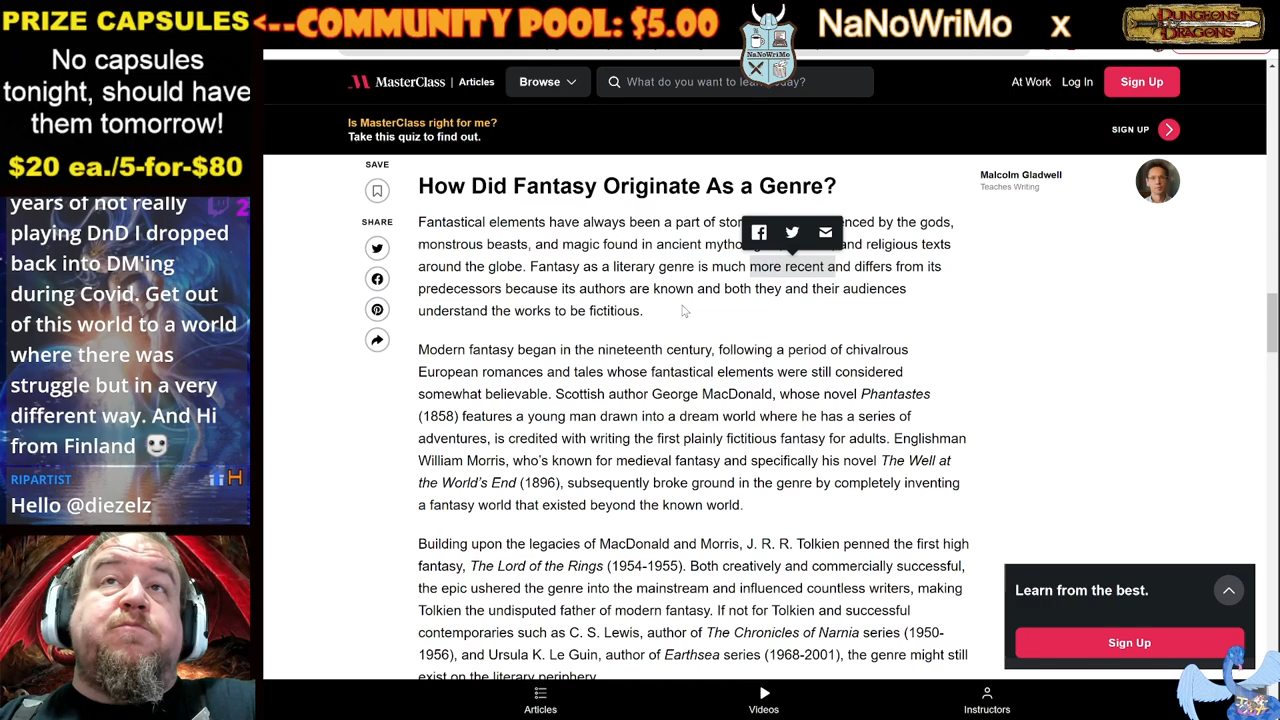 PRIZE CAPSULES
<--COMMUNITY POOL: $5.00
NaNoWriMo
NaNoWriMo
x
DUNGEONS & DRAGONS
No capsules
tonight, should have
them tomorrow!
$20 ea./5-for-$80
years of not really
playing DnD I dropped
back into DM'ing
during Covid. Get out
of this world to a world
where there was
struggle but in a very
different way. And Hi
from Finland
RIPARTIST
Hello @diezelz
MasterClass | Articles
Browse
What do you want to learn today?
At Work
Log In
Sign Up
Is MasterClass right for me?
Take this quiz to find out.
SIGN UP
SAVE
SHARE
Malcolm Gladwell
Teaches Writing
How Did Fantasy Originate As a Genre?
Fantastical elements have always been a part of enced by the gods,
monstrous beasts, and magic found in ancient and religious texts
around the globe. Fantasy as a literary genre is much more recent and differs from its
predecessors because its authors are known and both they and their audiences
understand the works to be fictitious.
Modern fantasy began in the nineteenth century, following a period of chivalrous
European romances and tales whose fantastical elements were still considered
somewhat believable. Scottish author George MacDonald, whose novel Phantastes
(1858) features a young man drawn into a dream world where he has a series of
adventures, is credited with writing the first plainly fictitious fantasy for adults. Englishman
William Morris, who's known for medieval fantasy and specifically his novel The Well at
the World's End (1896), subsequently broke ground in the genre by completely inventing
a fantasy world that existed beyond the known world.
Building upon the legacies of MacDonald and Morris, J. R. R. Tolkien penned the first high
fantasy, The Lord of the Rings (1954-1955). Both creatively and commercially successful,
the epic ushered the genre into the mainstream and influenced countless writers, making
Tolkien the undisputed father of modern fantasy. If not for Tolkien and successful
contemporaries such as C. S. Lewis, author of The Chronicles of Narnia series (1950-
1956), and Ursula K. Le Guin, author of Earthsea series (1968-2001), the genre might still
exist on the literary periphery.
Learn from the best.
Sign Up
Articles
Videos
Instructors